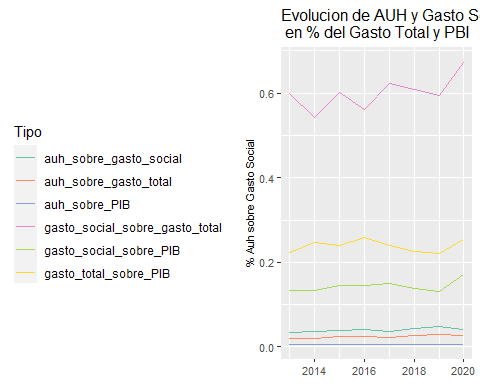 Evolucion de AUH y Gasto S
en % del Gasto Total y PBI
Tipo
auh_sobre_gasto_social
auh_sobre_gasto_total
auh_sobre_PIB
gasto_social_sobre_gasto_total
gasto_social_sobre_PIB
gasto_total_sobre_PIB
% Auh sobre Gasto Social
0.6
0.4
0.2
0.0
2014
2016
2018
2020